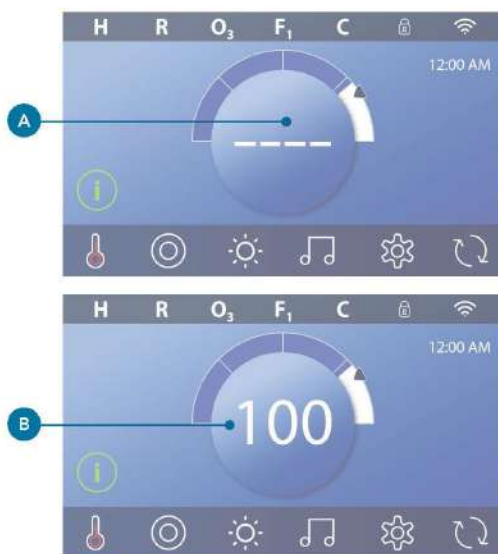 H R O₃ F₁ C
12:00 AM
A
– – – –
i
H R O₃ F₁ C
12:00 AM
B
100
i